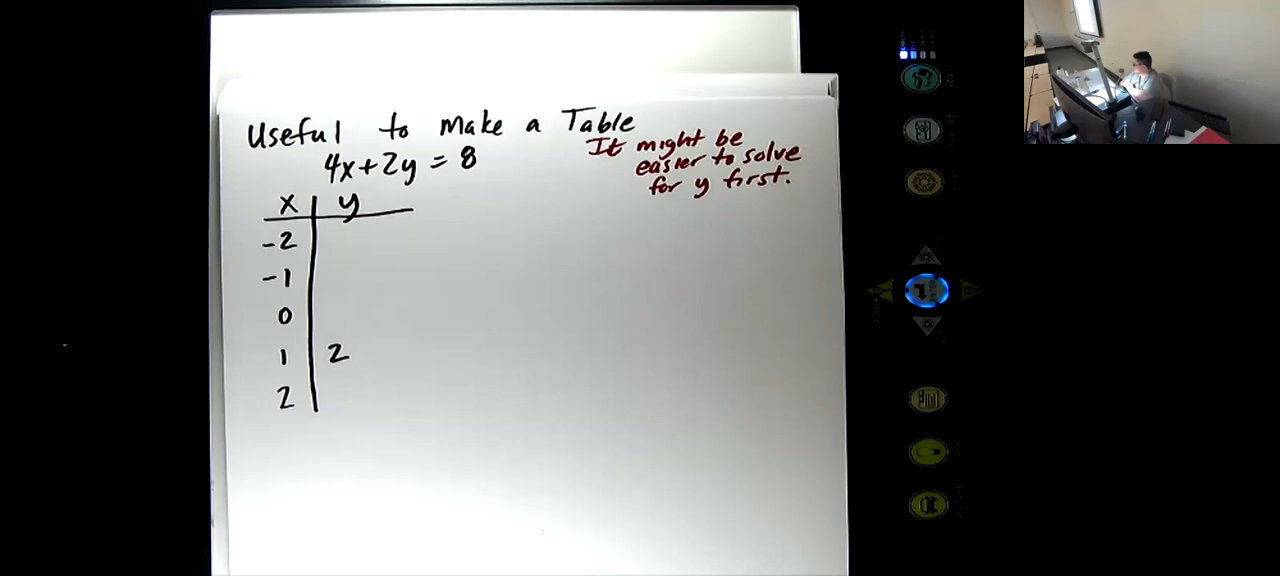 Useful to Make a Table
It might be
easier to solve
for y first.
4x+2y = 8
x y
-2
-1
0
1 2
2